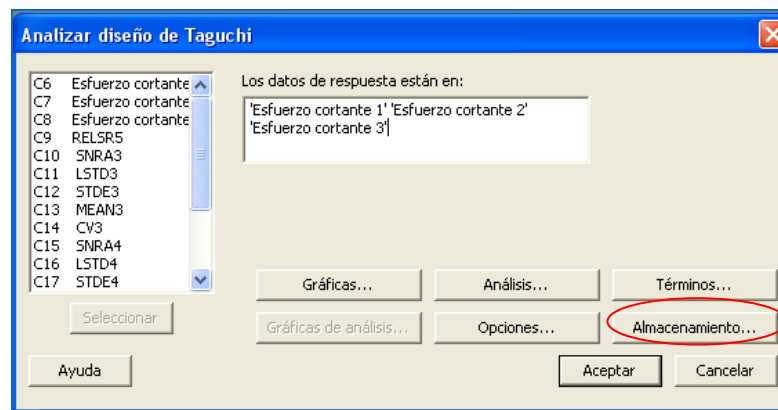 Analizar diseño de Taguchi
C6 Esfuerzo cortante
C7 Esfuerzo cortante
C8 Esfuerzo cortante
C9 RELSR5
C10 SNRA3
C11 LSTD3
C12 STDE3
C13 MEAN3
C14 CV3
C15 SNRA4
C16 LSTD4
C17 STDE4
Los datos de respuesta están en:
'Esfuerzo cortante 1' 'Esfuerzo cortante 2'
'Esfuerzo cortante 3'
Gráficas... Análisis... Términos...
Seleccionar
Gráficas de análisis... Opciones... Almacenamiento...
Ayuda Aceptar Cancelar